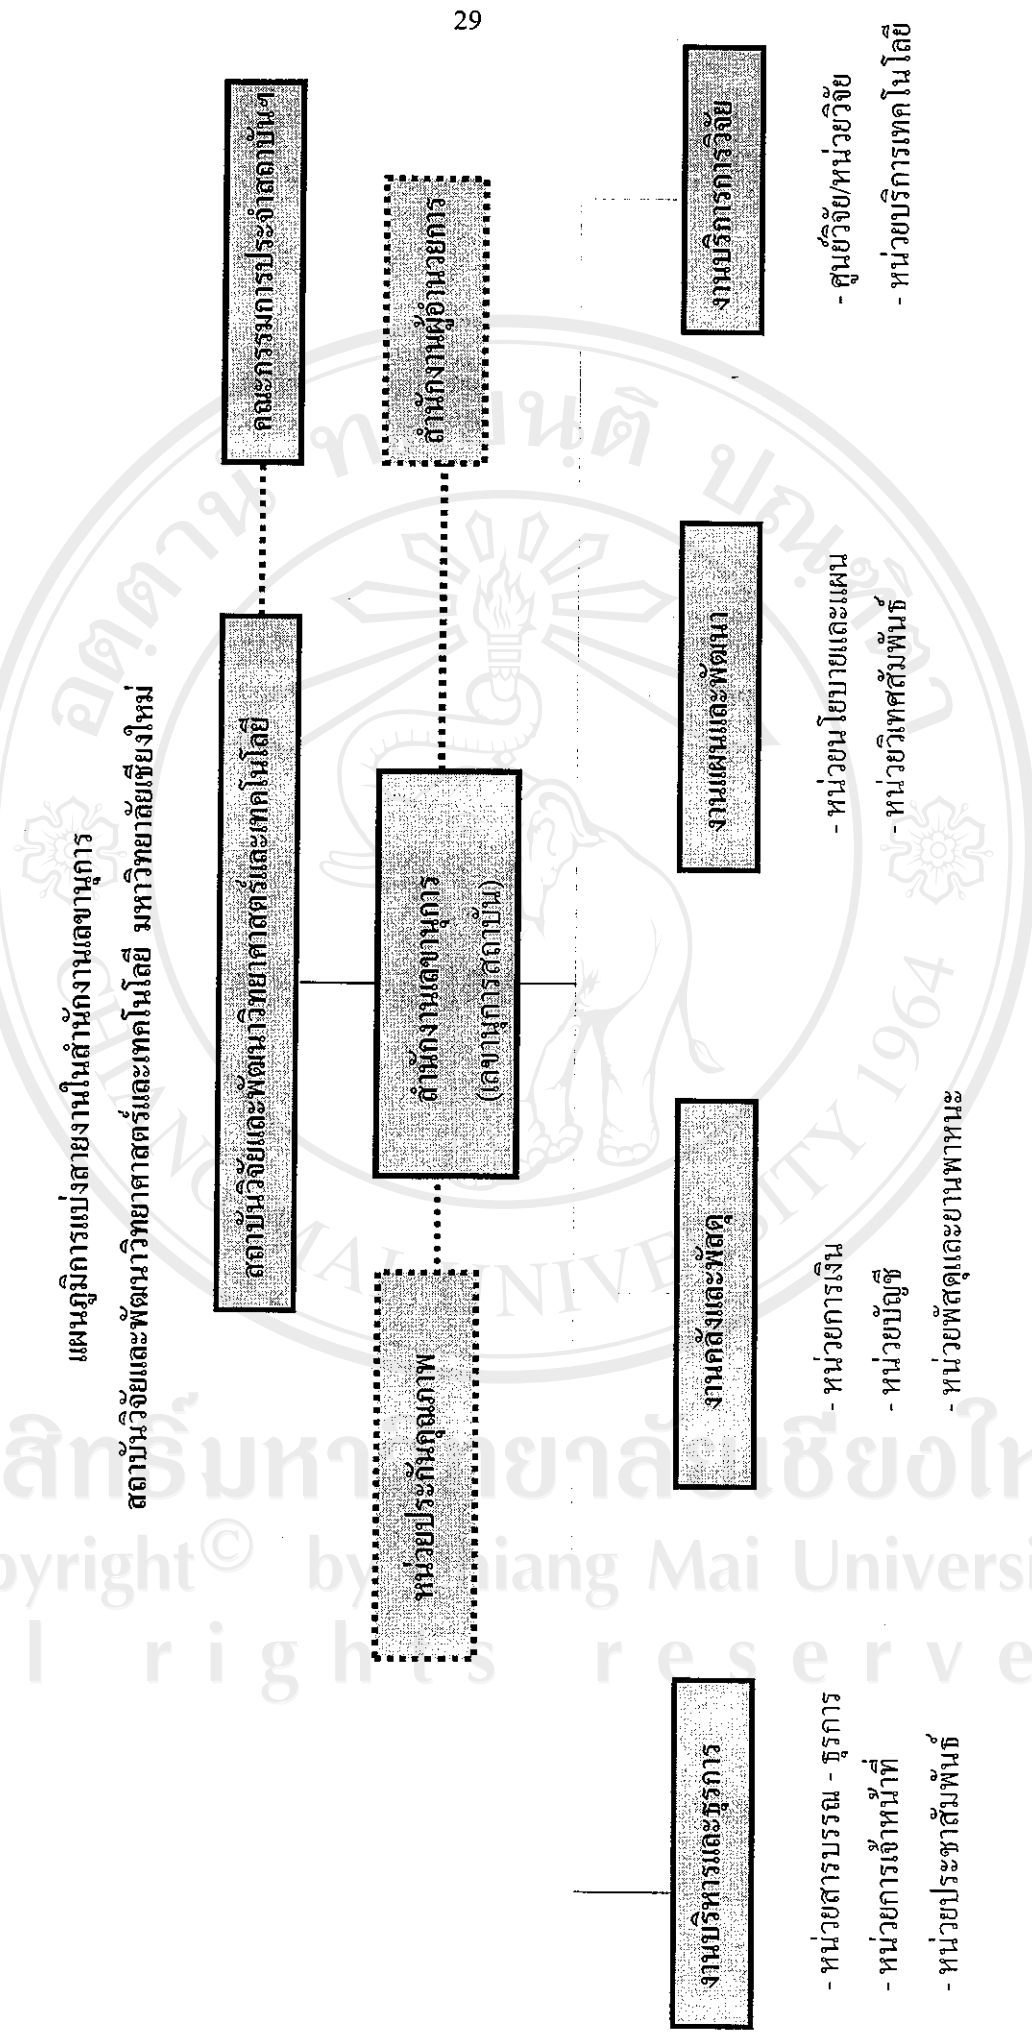 29
แผนภูมิการแบ่งสายงานในสำนักงานเลขานุการ
สถาบันวิจัยและพัฒนาวิทยาศาสตร์และเทคโนโลยี มหาวิทยาลัยเชียงใหม่
สถาบันวิจัยและพัฒนาวิทยาศาสตร์และเทคโนโลยี
คณะกรรมการประจำสถาบันฯ
หน่วยประกันคุณภาพ
สำนักงานเลขานุการ
(เลขานุการสถาบัน)
สำนักงานผู้อำนวยการ
งานบริหารและธุรการ
- หน่วยสารบรรณ - ธุรการ
- หน่วยการเจ้าหน้าที่
- หน่วยประชาสัมพันธ์
งานคลังและพัสดุ
- หน่วยการเงิน
- หน่วยบัญชี
- หน่วยพัสดุและยานพาหนะ
งานแผนและพัฒนา
- หน่วยนโยบายและแผน
- หน่วยวิเทศสัมพันธ์
งานบริการการวิจัย
- ศูนย์วิจัย/หน่วยวิจัย
- หน่วยบริการเทคโนโลยี
MAI UNIVERSITY 1964
by Chiang Mai Universi
rights reserve